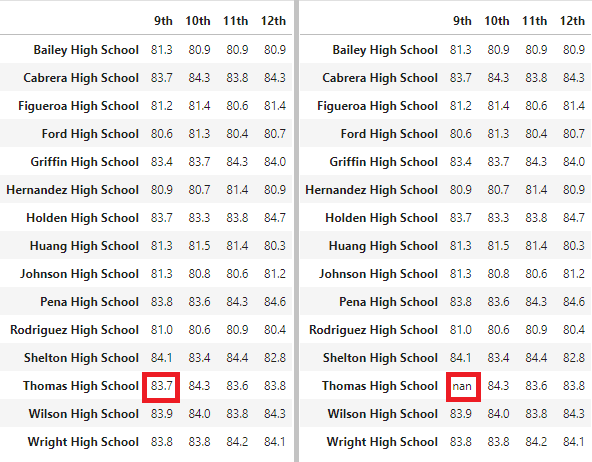 9th 10th 11th 12th
Bailey High School 81.3 80.9 80.9 80.9
Cabrera High School 83.7 84.3 83.8 84.3
Figueroa High School 81.2 81.4 80.6 81.4
Ford High School 80.6 81.3 80.4 80.7
Griffin High School 83.4 83.7 84.3 84.0
Hernandez High School 80.9 80.7 81.4 80.9
Holden High School 83.7 83.3 83.8 84.7
Huang High School 81.3 81.5 81.4 80.3
Johnson High School 81.3 80.8 80.6 81.2
Pena High School 83.8 83.6 84.3 84.6
Rodriguez High School 81.0 80.6 80.9 80.4
Shelton High School 84.1 83.4 84.4 82.8
Thomas High School 83.7 84.3 83.6 83.8
Wilson High School 83.9 84.0 83.8 84.3
Wright High School 83.8 83.8 84.2 84.1
9th 10th 11th 12th
Bailey High School 81.3 80.9 80.9 80.9
Cabrera High School 83.7 84.3 83.8 84.3
Figueroa High School 81.2 81.4 80.6 81.4
Ford High School 80.6 81.3 80.4 80.7
Griffin High School 83.4 83.7 84.3 84.0
Hernandez High School 80.9 80.7 81.4 80.9
Holden High School 83.7 83.3 83.8 84.7
Huang High School 81.3 81.5 81.4 80.3
Johnson High School 81.3 80.8 80.6 81.2
Pena High School 83.8 83.6 84.3 84.6
Rodriguez High School 81.0 80.6 80.9 80.4
Shelton High School 84.1 83.4 84.4 82.8
Thomas High School nan 84.3 83.6 83.8
Wilson High School 83.9 84.0 83.8 84.3
Wright High School 83.8 83.8 84.2 84.1